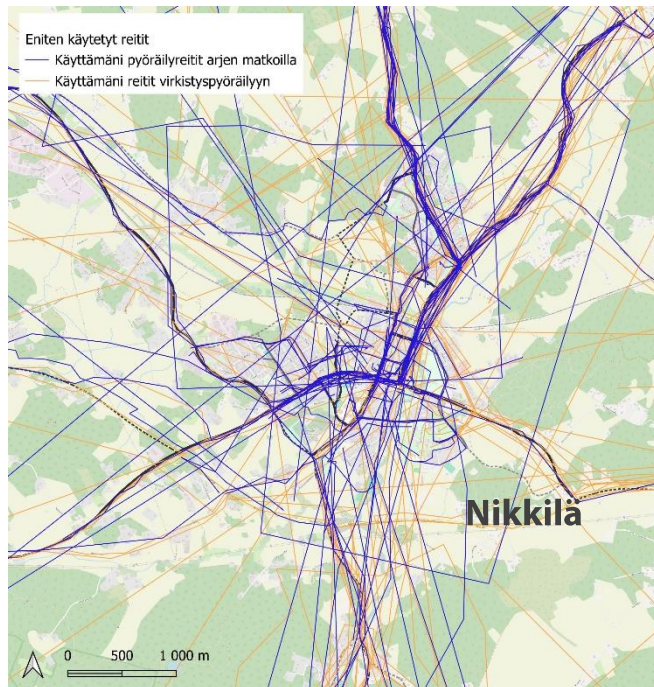 Eniten käytetyt reitit
Käyttämäni pyöräilyreitit arjen matkoilla
Käyttämäni reitit virkistyspyöräilyyn
Nikkilä
0 500 1 000 m